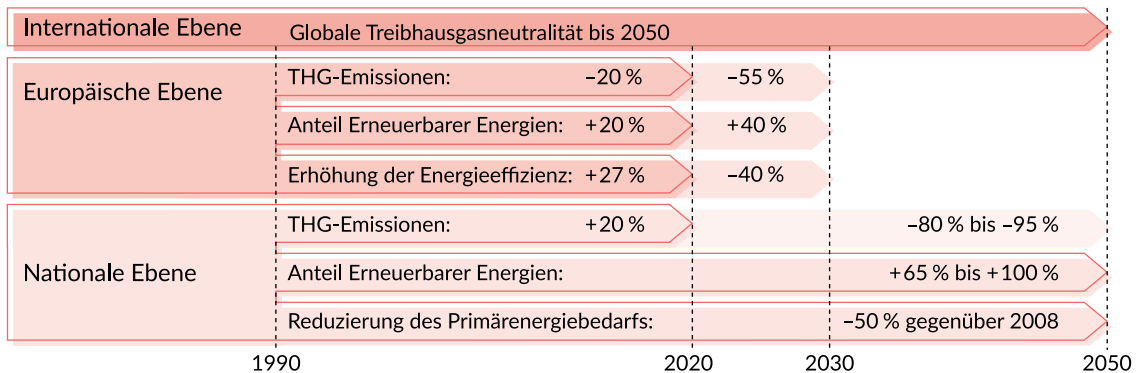 Internationale Ebene Globale Treibhausgasneutralität bis 2050
Europäische Ebene
THG-Emissionen: –20 % –55 %
Anteil Erneuerbarer Energien: +20 % +40 %
Erhöhung der Energieeffizienz: +27 % –40 %
Nationale Ebene
THG-Emissionen: +20 % –80 % bis –95 %
Anteil Erneuerbarer Energien: +65 % bis +100 %
Reduzierung des Primärenergiebedarfs: –50 % gegenüber 2008
1990 2020 2030 2050